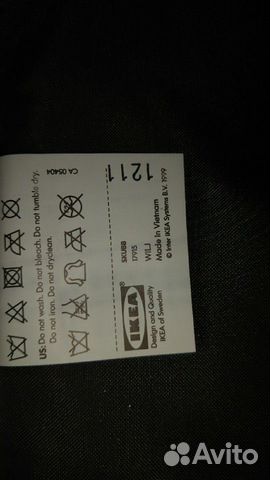 CA 05404
US: Do not wash. Do not bleach. Do not tumble dry.
Do not iron. Do not dryclean.
1211
SKUBB
17915
WILJ
Made in Vietnam
© Inter IKEA Systems B.V. 1999
IKEA
®
Design and Quality
IKEA of Sweden
Avito